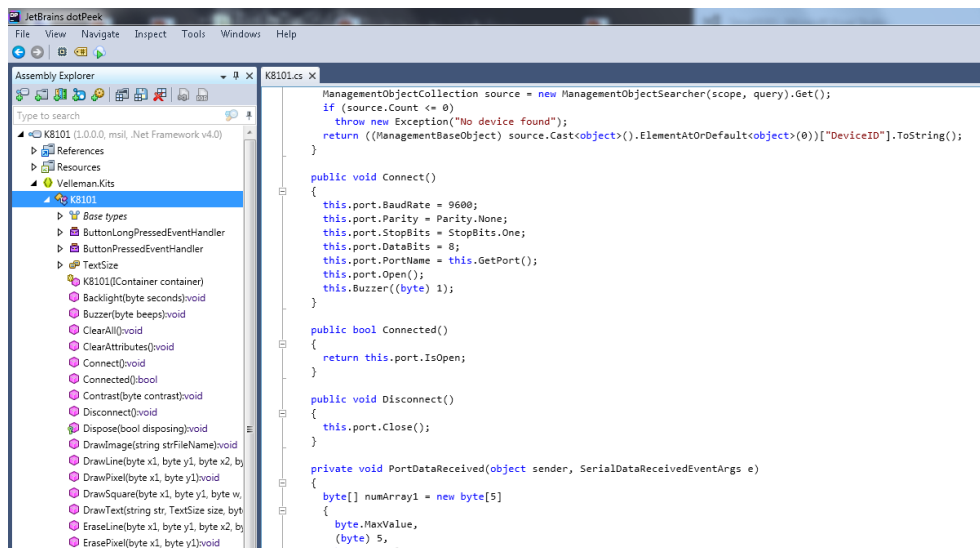 JetBrains dotPeek
File View Navigate Inspect Tools Windows Help
Assembly Explorer
K8101.cs
Type to search
K8101 (1.0.0.0, msil, .Net Framework v4.0)
References
Resources
Velleman.Kits
K8101
Base types
ButtonLongPressedEventHandler
ButtonPressedEventHandler
TextSize
K8101(IContainer container)
Backlight(byte seconds):void
Buzzer(byte beeps):void
ClearAll():void
ClearAttributes():void
Connect():void
Connected():bool
Contrast(byte contrast):void
Disconnect():void
Dispose(bool disposing):void
DrawImage(string strFileName):void
DrawLine(byte x1, byte y1, byte x2, by
DrawPixel(byte x1, byte y1):void
DrawSquare(byte x1, byte y1, byte w,
DrawText(string str, TextSize size, byt
EraseLine(byte x1, byte y1, byte x2, by
ErasePixel(byte x1, byte y1):void
ManagementObjectCollection source = new ManagementObjectSearcher(scope, query).Get();
if (source.Count <= 0)
throw new Exception("No device found");
return ((ManagementBaseObject) source.Cast<object>().ElementAtOrDefault<object>(0))["DeviceID"].ToString();
}
public void Connect()
{
this.port.BaudRate = 9600;
this.port.Parity = Parity.None;
this.port.StopBits = StopBits.One;
this.port.DataBits = 8;
this.port.PortName = this.GetPort();
this.port.Open();
this.Buzzer((byte) 1);
}
public bool Connected()
{
return this.port.IsOpen;
}
public void Disconnect()
{
this.port.Close();
}
private void PortDataReceived(object sender, SerialDataReceivedEventArgs e)
{
byte[] numArray1 = new byte[5]
{
byte.MaxValue,
(byte) 5,